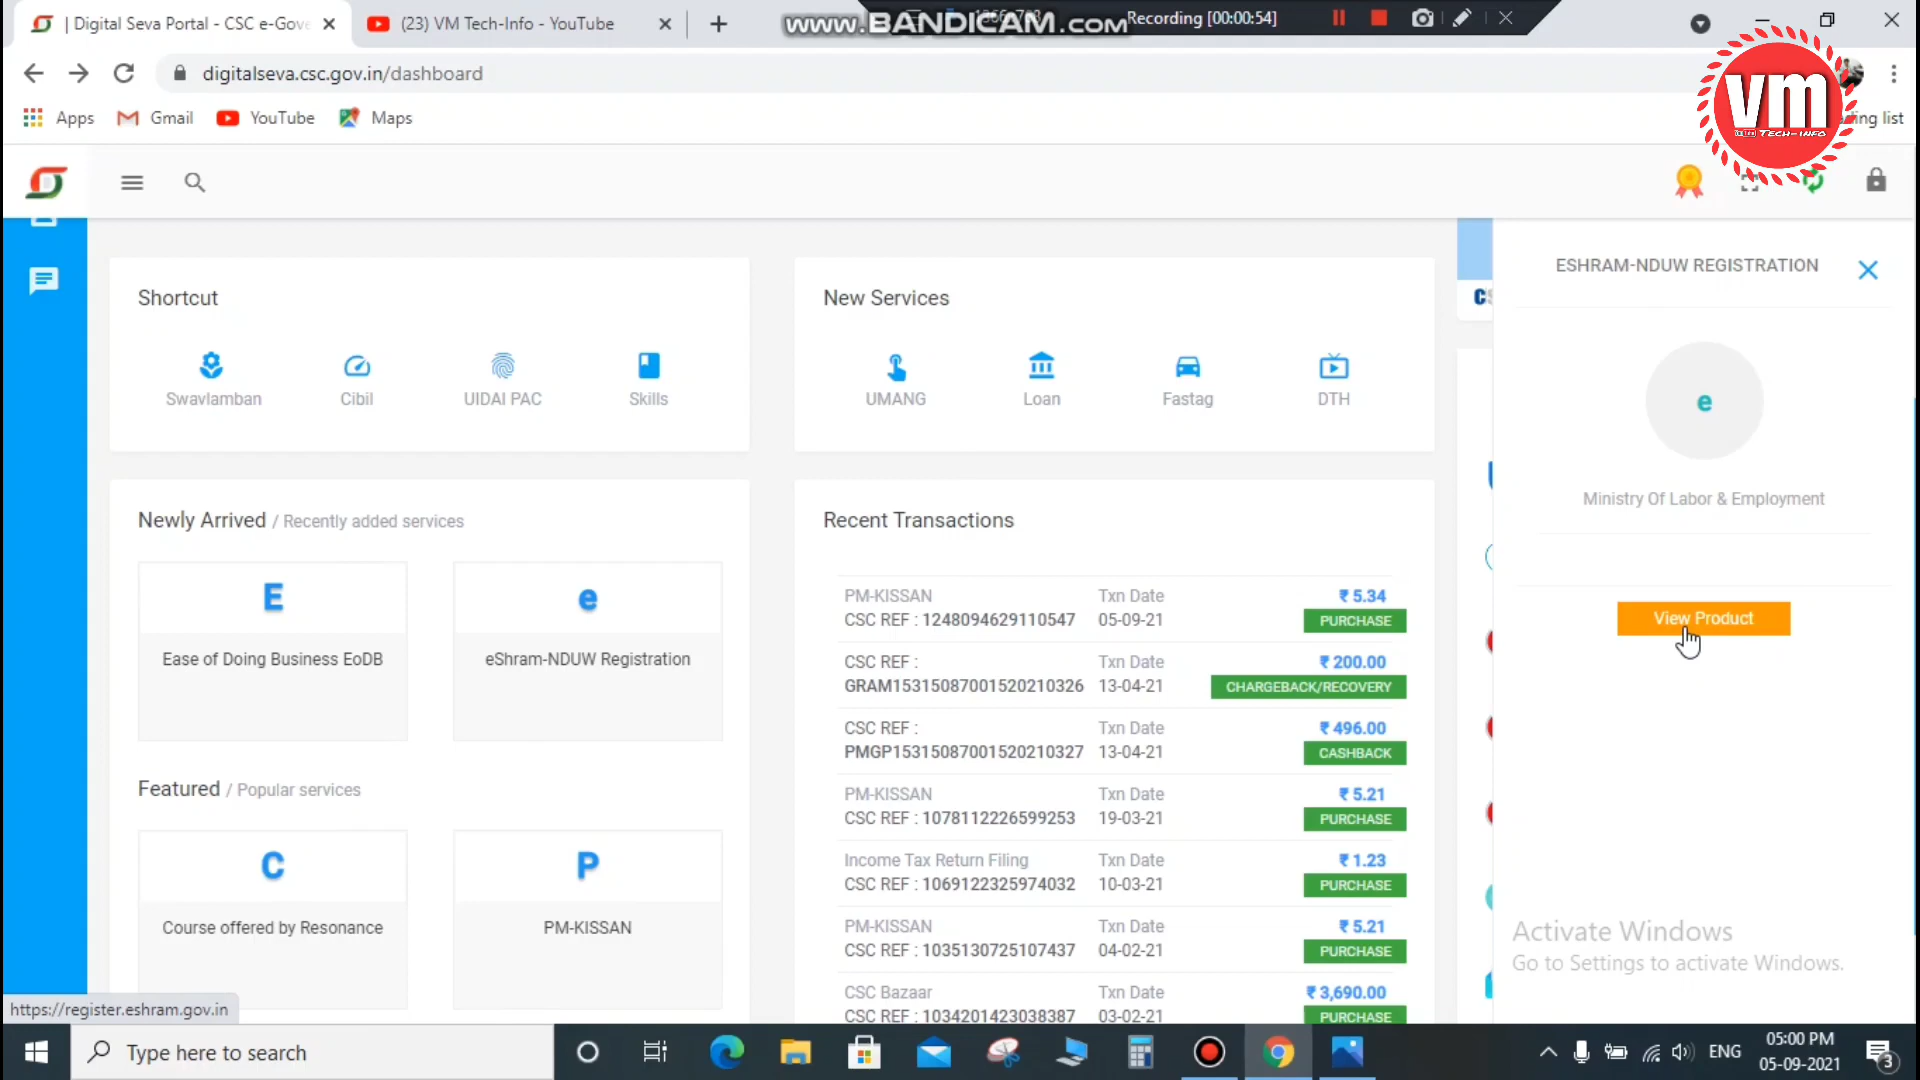 | Digital Seva Portal - CSC e-Gove
(23) VM Tech-Info - YouTube
www.BANDICAM.com
Recording [00:00:54]
digitalseva.csc.gov.in/dashboard
Apps
Gmail
YouTube
Maps
ding list
vm
Tech-info
Shortcut
Swavlamban
Cibil
UIDAI PAC
Skills
New Services
UMANG
Loan
Fastag
DTH
ESHRAM-NDUW REGISTRATION
e
Ministry Of Labor & Employment
View Product
Newly Arrived / Recently added services
E
Ease of Doing Business EoDB
e
eShram-NDUW Registration
Featured / Popular services
C
Course offered by Resonance
P
PM-KISSAN
Recent Transactions
PM-KISSAN Txn Date ₹ 5.34
CSC REF : 1248094629110547 05-09-21 PURCHASE
CSC REF : Txn Date ₹ 200.00
GRAM15315087001520210326 13-04-21 CHARGEBACK/RECOVERY
CSC REF : Txn Date ₹ 496.00
PMGP15315087001520210327 13-04-21 CASHBACK
PM-KISSAN Txn Date ₹ 5.21
CSC REF : 1078112226599253 19-03-21 PURCHASE
Income Tax Return Filing Txn Date ₹ 1.23
CSC REF : 1069122325974032 10-03-21 PURCHASE
PM-KISSAN Txn Date ₹ 5.21
CSC REF : 1035130725107437 04-02-21 PURCHASE
CSC Bazaar Txn Date ₹ 3,690.00
CSC REF : 1034201423038387 03-02-21 PURCHASE
Activate Windows
Go to Settings to activate Windows.
https://register.eshram.gov.in
Type here to search
ENG
05:00 PM
05-09-2021
3